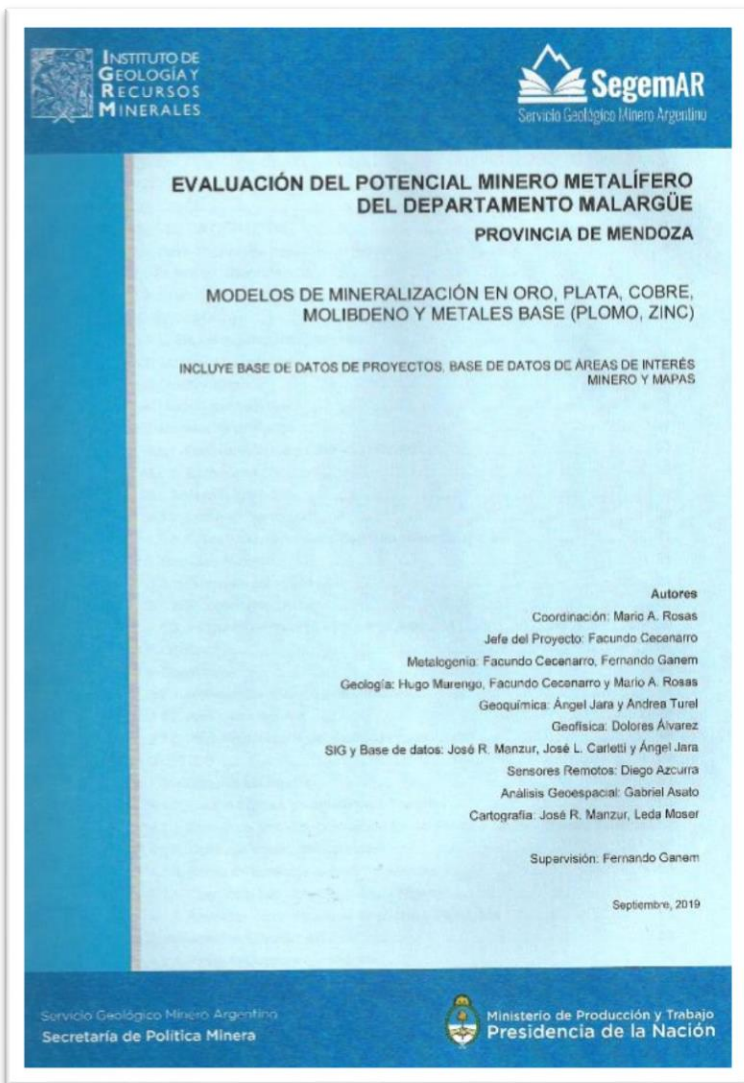 INSTITUTO DE
GEOLOGÍA Y
RECURSOS
MINERALES
SegemAR
Servicio Geológico Minero Argentino
EVALUACIÓN DEL POTENCIAL MINERO METALÍFERO
DEL DEPARTAMENTO MALARGÜE
PROVINCIA DE MENDOZA
MODELOS DE MINERALIZACIÓN EN ORO, PLATA, COBRE,
MOLIBDENO Y METALES BASE (PLOMO, ZINC)
INCLUYE BASE DE DATOS DE PROYECTOS, BASE DE DATOS DE ÁREAS DE INTERÉS
MINERO Y MAPAS
Autores
Coordinación: Mario A. Rosas
Jefe del Proyecto: Facundo Cecenarro
Metalogenia: Facundo Cecenarro, Fernando Ganem
Geología: Hugo Marengo, Facundo Cecenarro y Mario A. Rosas
Geoquímica: Ángel Jara y Andrea Turel
Geofísica: Dolores Álvarez
SIG y Base de datos: José R. Manzur, José L. Carletti y Ángel Jara
Sensores Remotos: Diego Azcurra
Análisis Geoespacial: Gabriel Asato
Cartografía: José R. Manzur, Leda Moser
Supervisión: Fernando Ganem
Septiembre, 2019
Servicio Geológico Minero Argentino
Secretaría de Política Minera
Ministerio de Producción y Trabajo
Presidencia de la Nación